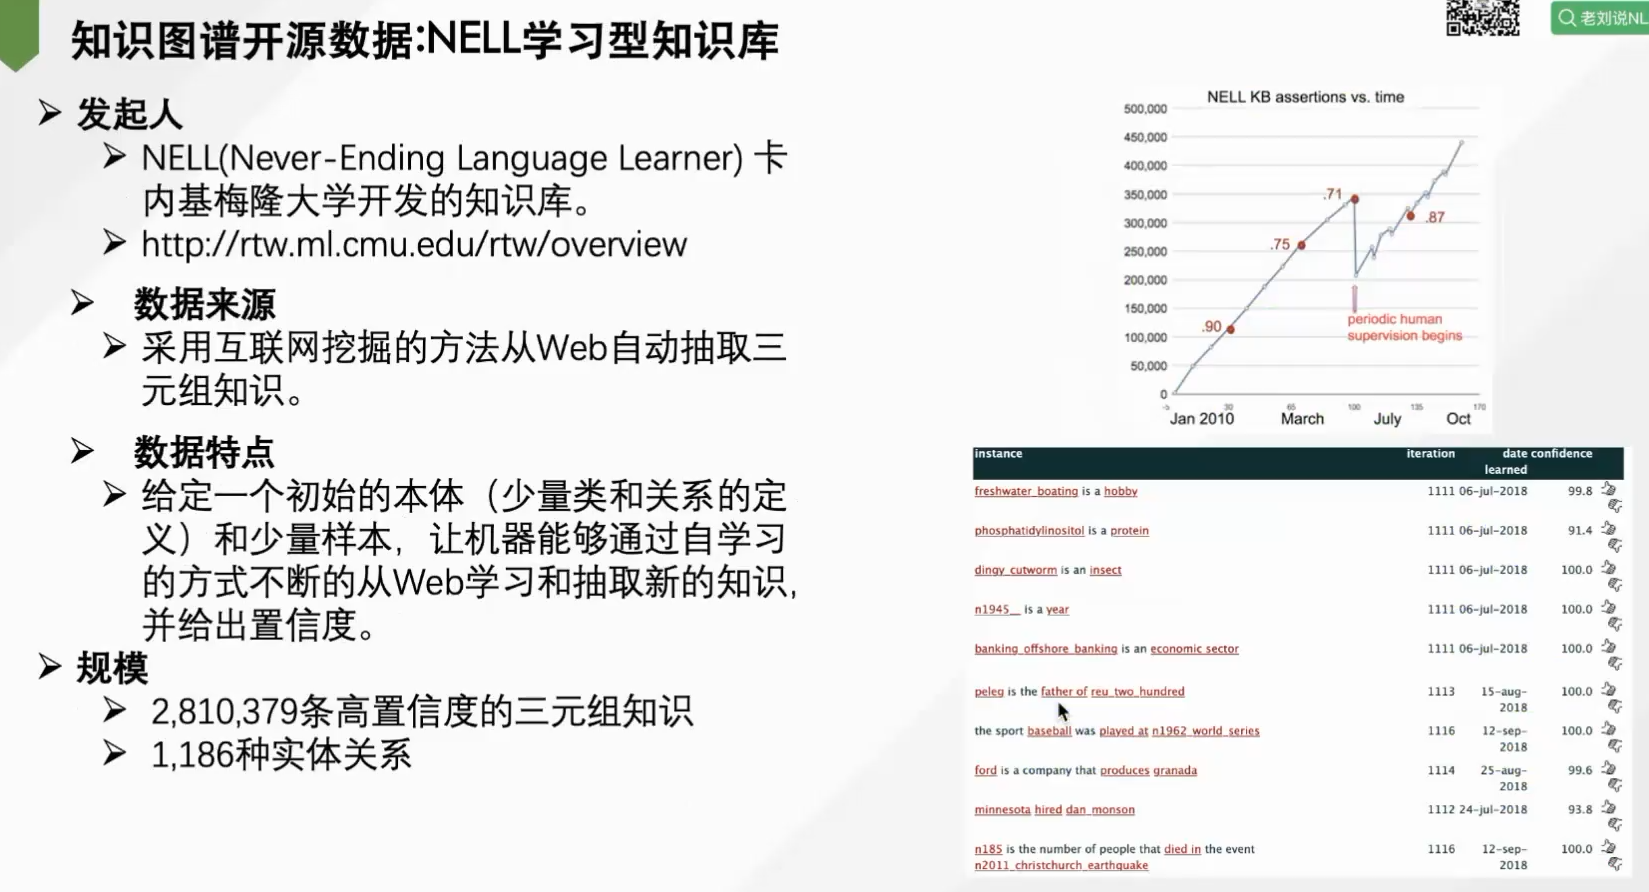 知识图谱开源数据:NELL学习型知识库
老刘说NL
发起人
NELL(Never-Ending Language Learner) 卡
内基梅隆大学开发的知识库。
http://rtw.ml.cmu.edu/rtw/overview
数据来源
采用互联网挖掘的方法从Web自动抽取三
元组知识。
数据特点
给定一个初始的本体（少量类和关系的定
义）和少量样本，让机器能够通过自学习
的方式不断的从Web学习和抽取新的知识,
并给出置信度。
规模
2,810,379条高置信度的三元组知识
1,186种实体关系
NELL KB assertions vs. time
500,000
450,000
400,000
350,000
300,000
250,000
200,000
150,000
100,000
50,000
0
.90
.75
.71
.87
periodic human
supervision begins
30 65 100 135 170
Jan 2010 March July Oct
instance iteration date confidence
learned
freshwater_boating is a hobby 1111 06-jul-2018 99.8
phosphatidylinositol is a protein 1111 06-jul-2018 91.4
dingy_cutworm is an insect 1111 06-jul-2018 100.0
n1945__ is a year 1111 06-jul-2018 100.0
banking_offshore_banking is an economic sector 1111 06-jul-2018 100.0
peleg is the father of reu_two_hundred 1113 15-aug- 100.0
2018
the sport baseball was played at n1962_world_series 1116 12-sep- 100.0
2018
ford is a company that produces granada 1114 25-aug- 99.6
2018
minnesota hired dan_monson 1112 24-jul-2018 93.8
n185 is the number of people that died in the event 1116 12-sep- 100.0
n2011_christchurch_earthquake 2018